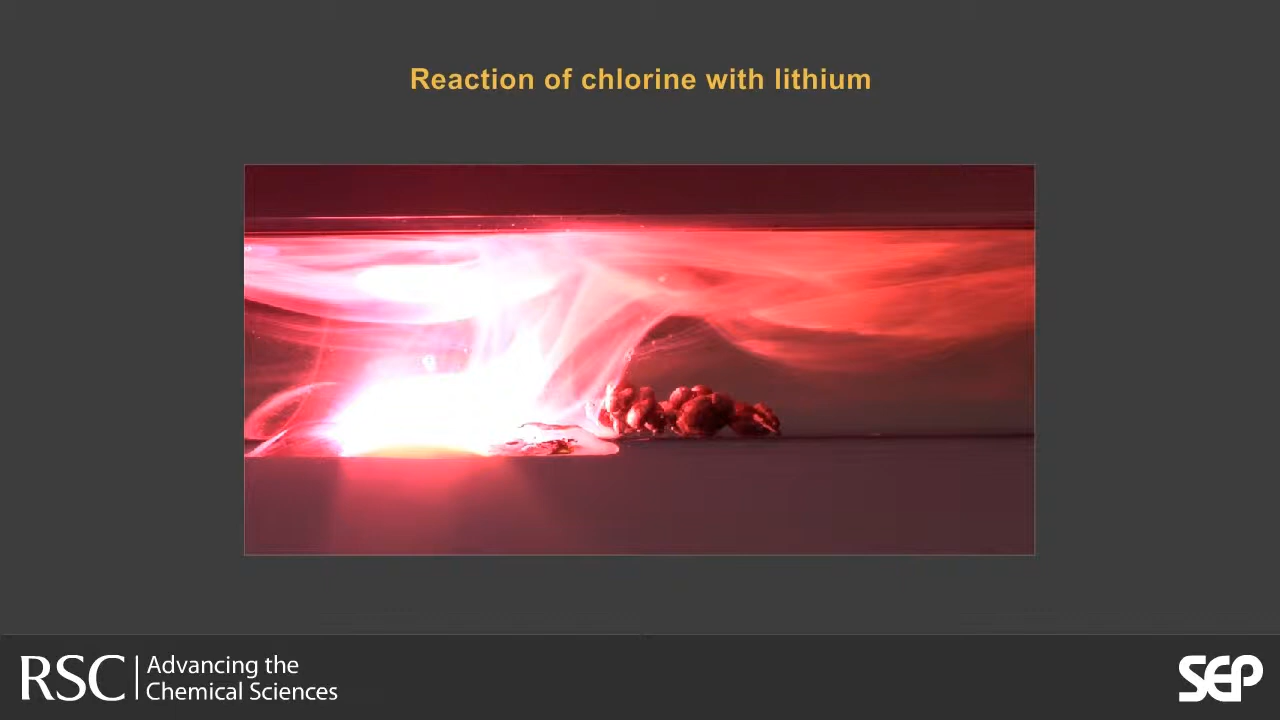 Reaction of chlorine with lithium
RSC
Advancing the
Chemical Sciences
SEP